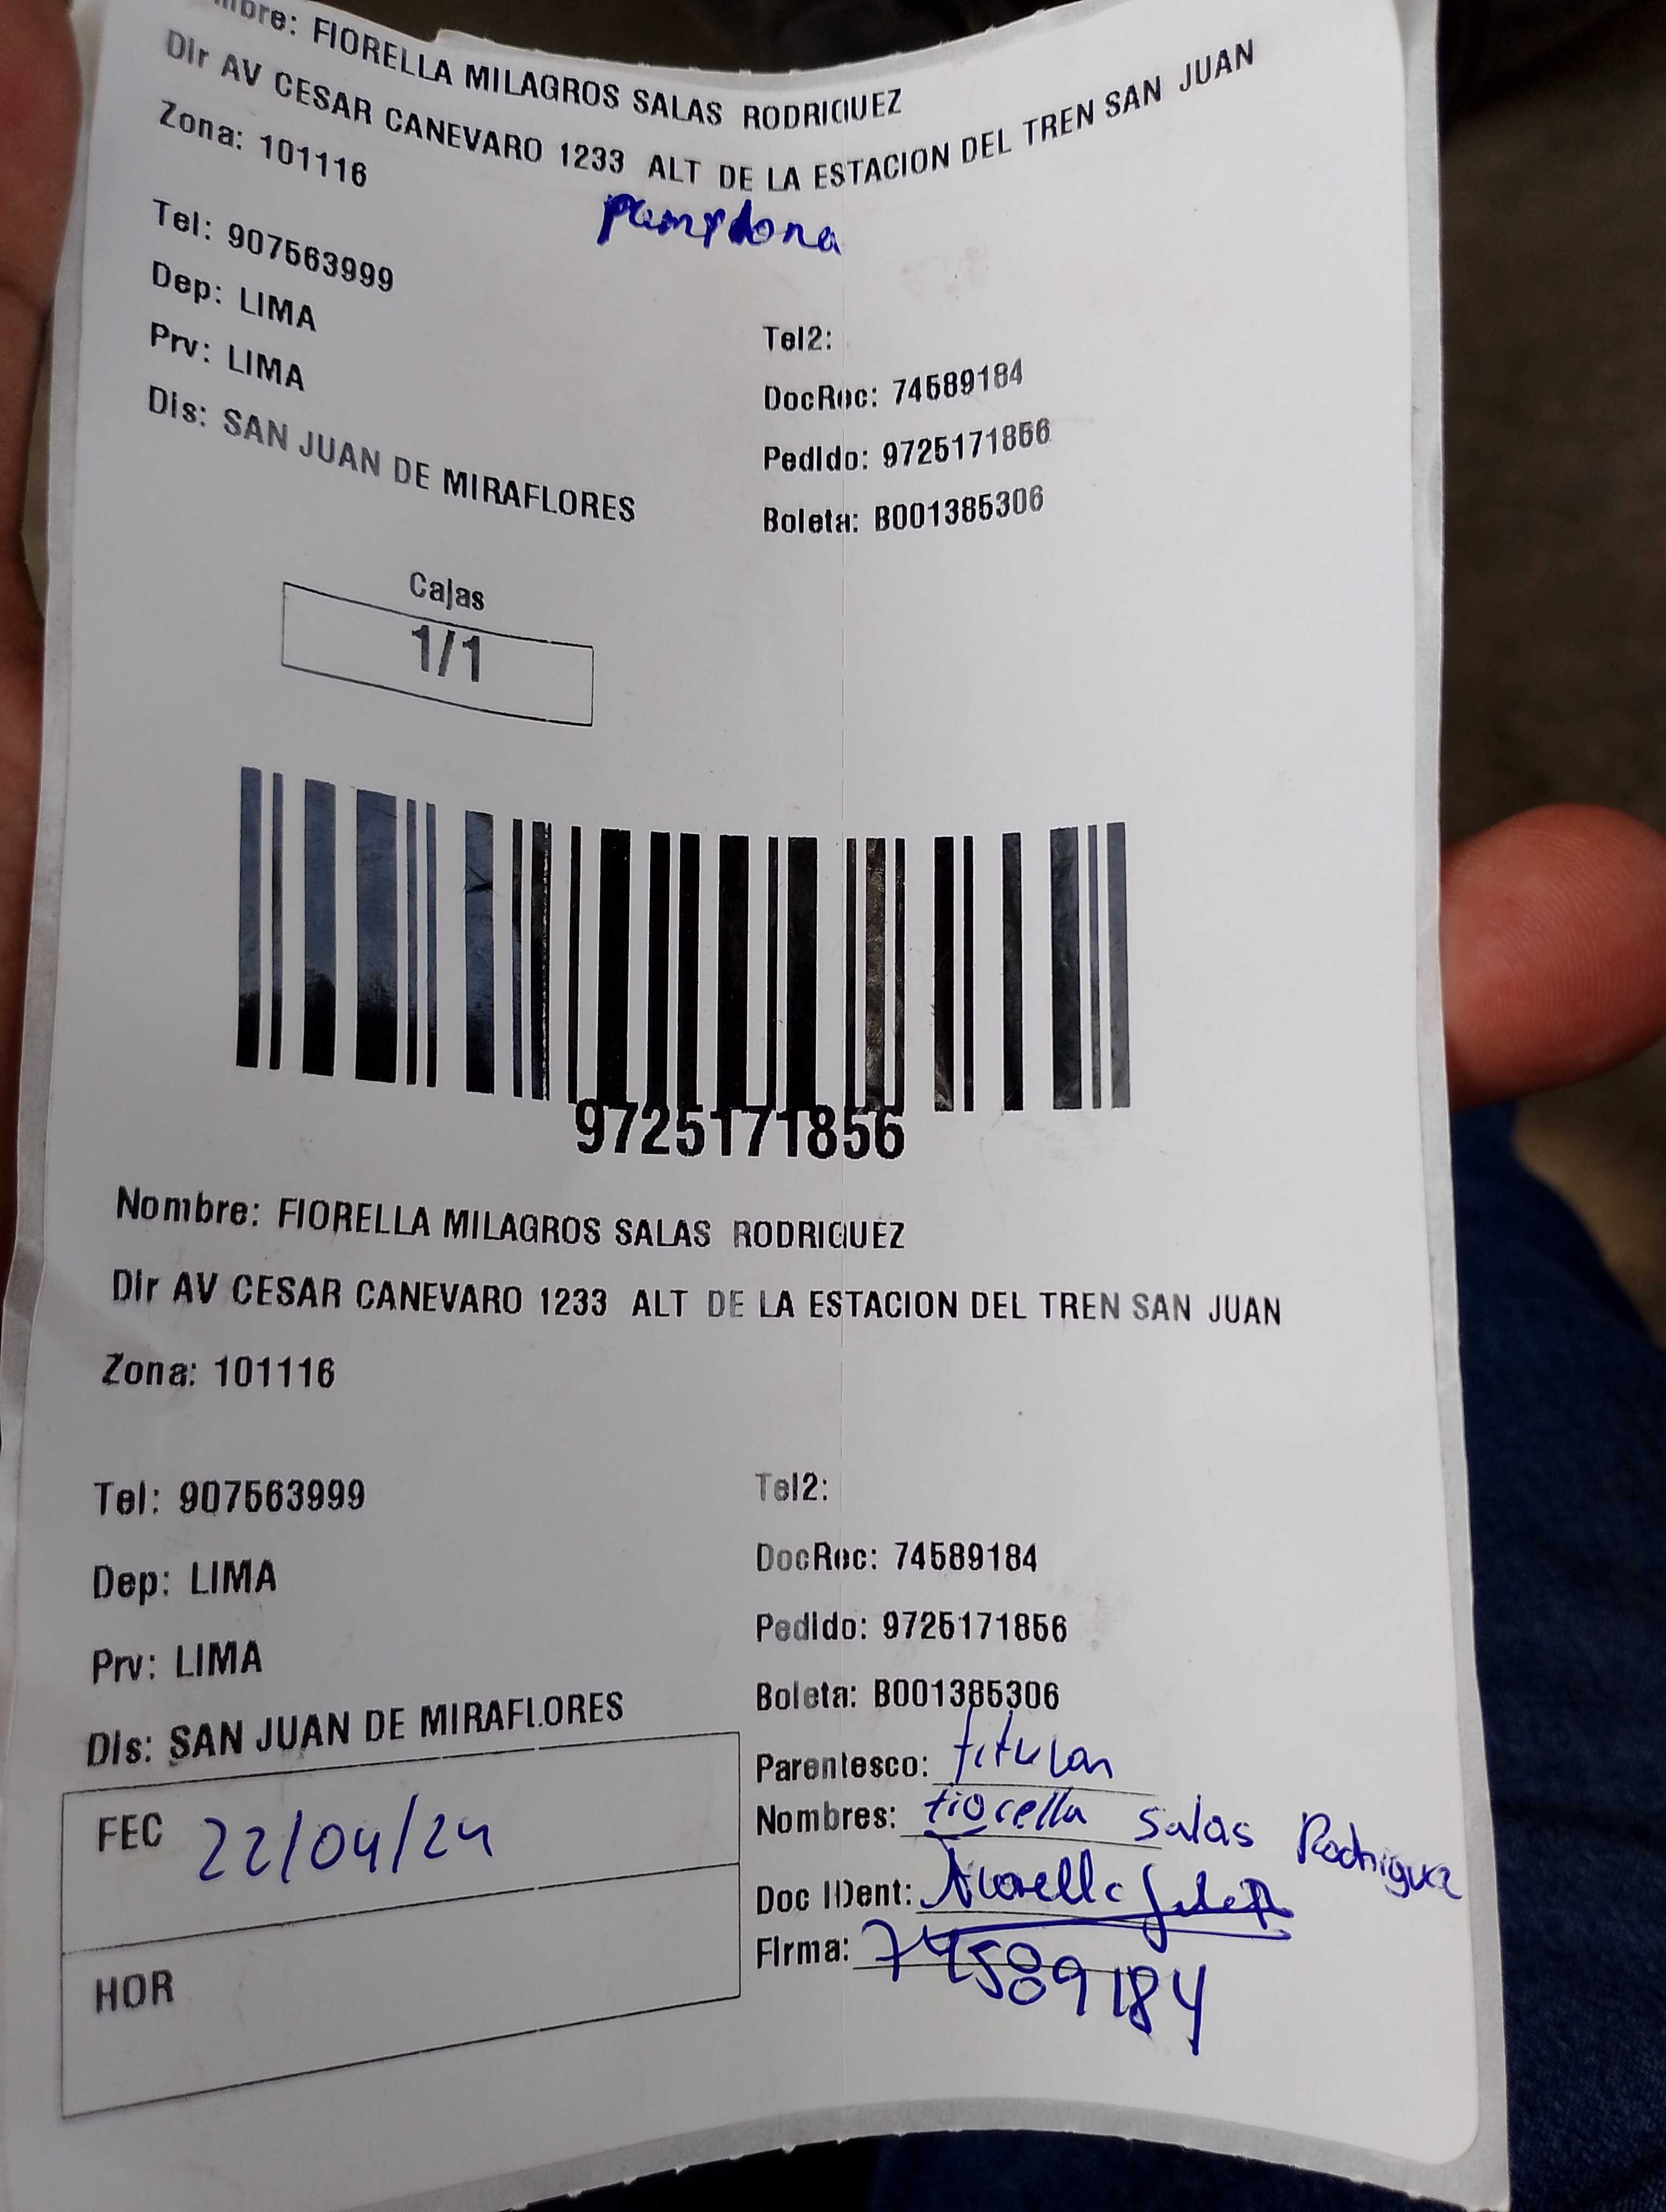 mbre: FIORELLA MILAGROS SALAS RODRIGUEZ
Dir AV CESAR CANEVARO 1233 ALT DE LA ESTACION DEL TREN SAN JUAN
Zona: 101116
pamplona
Tel: 907563999
Dep: LIMA
Prv: LIMA
Dis: SAN JUAN DE MIRAFLORES
Tel2:
DocRec: 74589184
Pedido: 9725171856
Boleta: B001385306
Cajas
1/1
9725171856
Nombre: FIORELLA MILAGROS SALAS RODRIGUEZ
Dir AV CESAR CANEVARO 1233 ALT DE LA ESTACION DEL TREN SAN JUAN
Zona: 101116
Tel: 907563999
Dep: LIMA
Prv: LIMA
Dis: SAN JUAN DE MIRAFLORES
Tel2:
DocRec: 74589184
Pedido: 9725171856
Boleta: B001385306
Parentesco: titular
Nombres: fiorella salas Rodriguez
Doc IDent:
Firma: 74589184
FEC 22/04/24
HOR